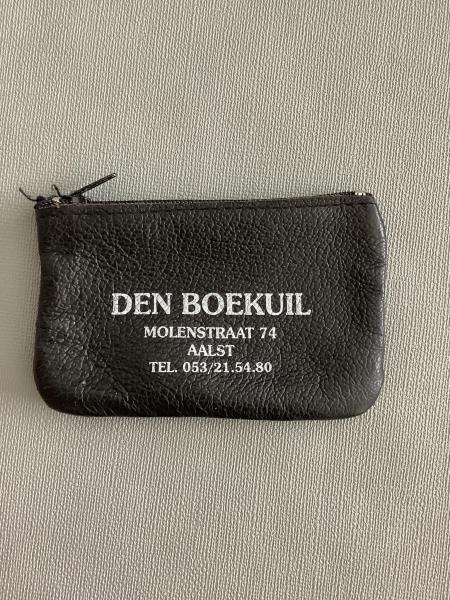 DEN BOEKUIL
MOLENSTRAAT 74
AALST
TEL. 053/21.54.80